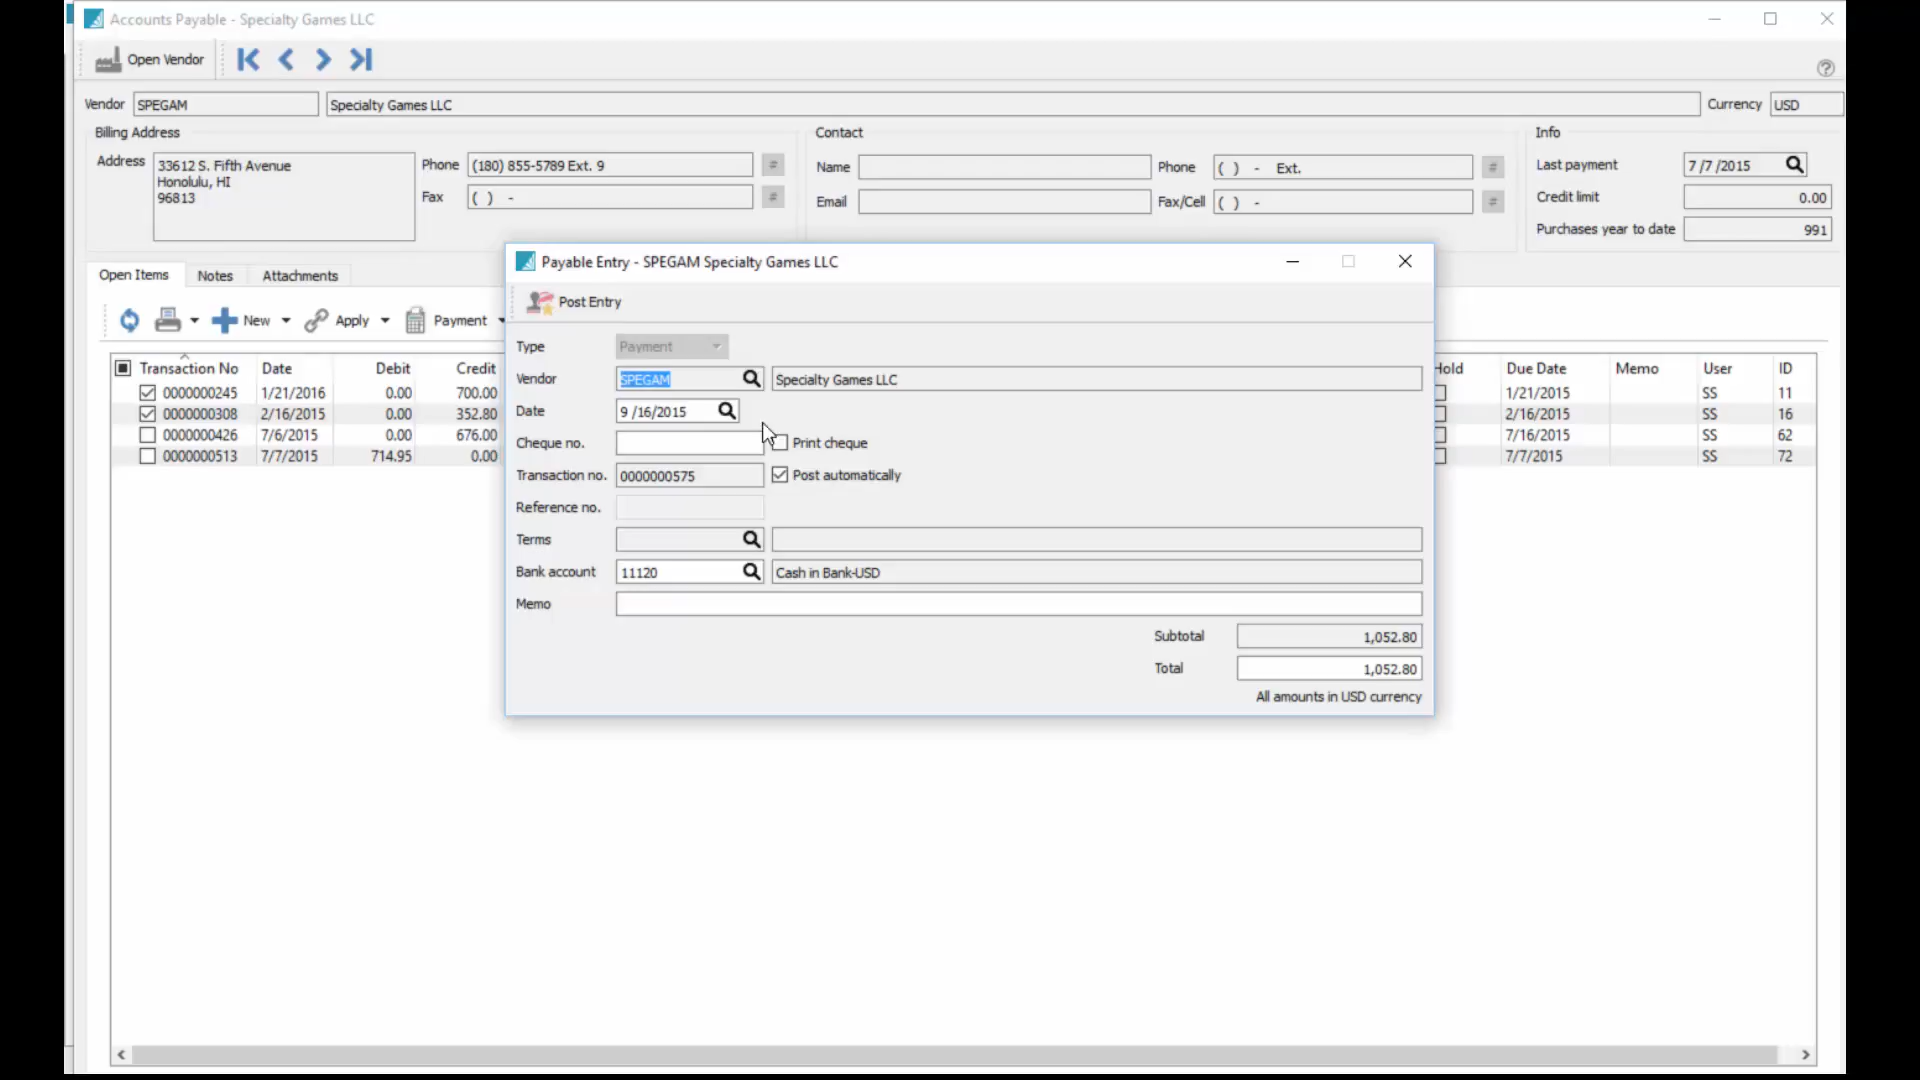 Accounts Payable - Specialty Games LLC
Open Vendor
Vendor SPEGAM Specialty Games LLC Currency USD
Billing Address Contact Info
Address 33612 S. Fifth Avenue
Honolulu, HI
96813
Phone (180) 855-5789 Ext. 9
Fax ( ) -
Name Phone ( ) - Ext.
Email Fax/Cell ( ) -
Last payment 7 /7 /2015
Credit limit 0.00
Purchases year to date 991
Open Items Notes Attachments
New Apply Payment
Transaction No Date Debit Credit Hold Due Date Memo User ID
0000000245 1/21/2016 0.00 700.00 1/21/2015 SS 11
0000000308 2/16/2015 0.00 352.80 2/16/2015 SS 16
0000000426 7/6/2015 0.00 676.00 7/16/2015 SS 62
0000000513 7/7/2015 714.95 0.00 7/7/2015 SS 72
Payable Entry - SPEGAM Specialty Games LLC
Post Entry
Type Payment
Vendor SPEGAM Specialty Games LLC
Date 9 /16/2015
Cheque no. Print cheque
Transaction no. 0000000575 Post automatically
Reference no.
Terms
Bank account 11120 Cash in Bank-USD
Memo
Subtotal 1,052.80
Total 1,052.80
All amounts in USD currency